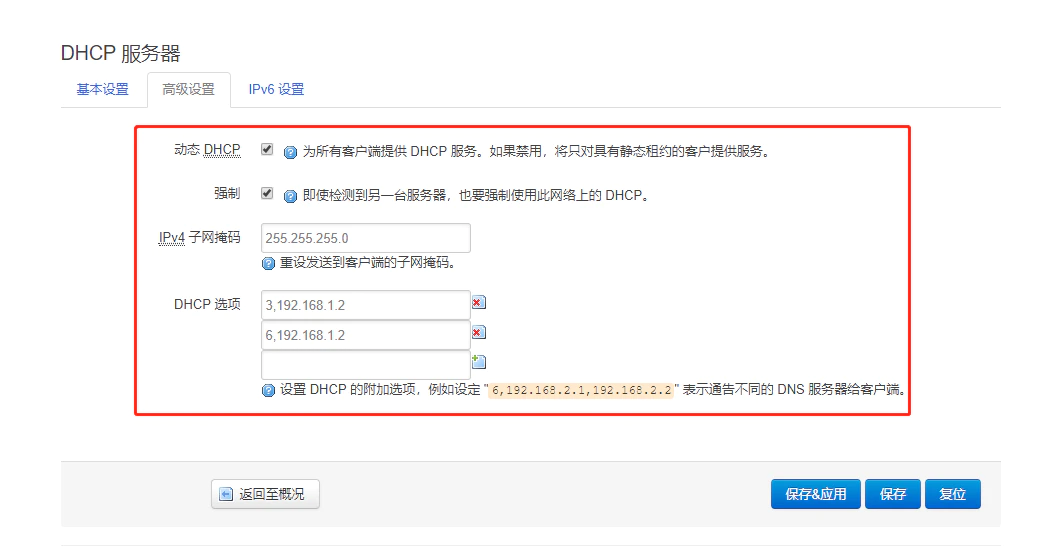 DHCP 服务器
基本设置 高级设置 IPv6 设置
动态 DHCP 为所有客户端提供 DHCP 服务。如果禁用，将只对具有静态租约的客户提供服务。
强制 即使检测到另一台服务器，也要强制使用此网络上的 DHCP。
IPv4 子网掩码 255.255.255.0
重设发送到客户端的子网掩码。
DHCP 选项 3,192.168.1.2
6,192.168.1.2
设置 DHCP 的附加选项，例如设定 "6,192.168.2.1,192.168.2.2" 表示通告不同的 DNS 服务器给客户端。
返回至概况 保存&应用 保存 复位